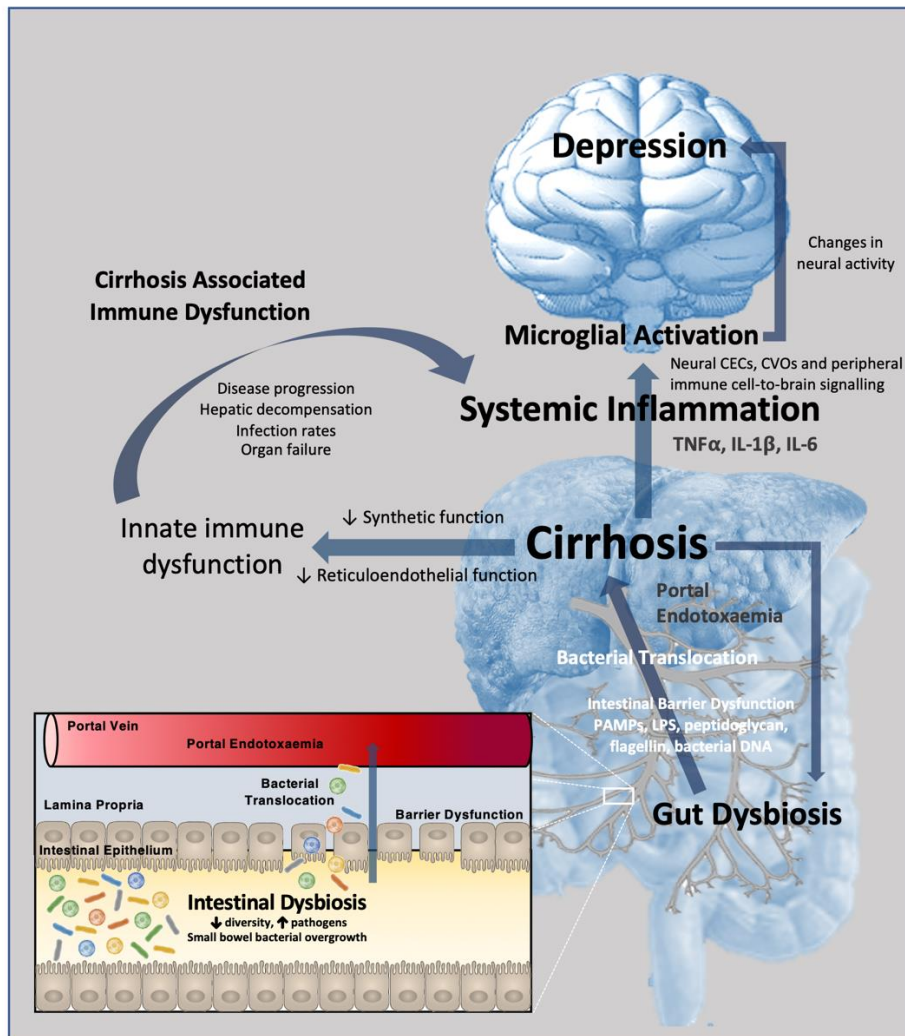 Depression
Changes in
neural activity
Cirrhosis Associated
Immune Dysfunction
Microglial Activation
Neural CECs, CVOs and peripheral
immune cell-to-brain signalling
Disease progression
Hepatic decompensation
Infection rates
Organ failure
Systemic Inflammation
TNFα, IL-1β, IL-6
Innate immune
dysfunction
↓ Synthetic function
↓ Reticuloendothelial function
Cirrhosis
Portal
Endotoxaemia
Bacterial Translocation
Intestinal Barrier Dysfunction
PAMPs, LPS, peptidoglycan,
flagellin, bacterial DNA
Gut Dysbiosis
Portal Vein
Portal Endotoxaemia
Bacterial
Translocation
Lamina Propria
Barrier Dysfunction
Intestinal Epithelium
Intestinal Dysbiosis
↓ diversity, ↑ pathogens
Small bowel bacterial overgrowth